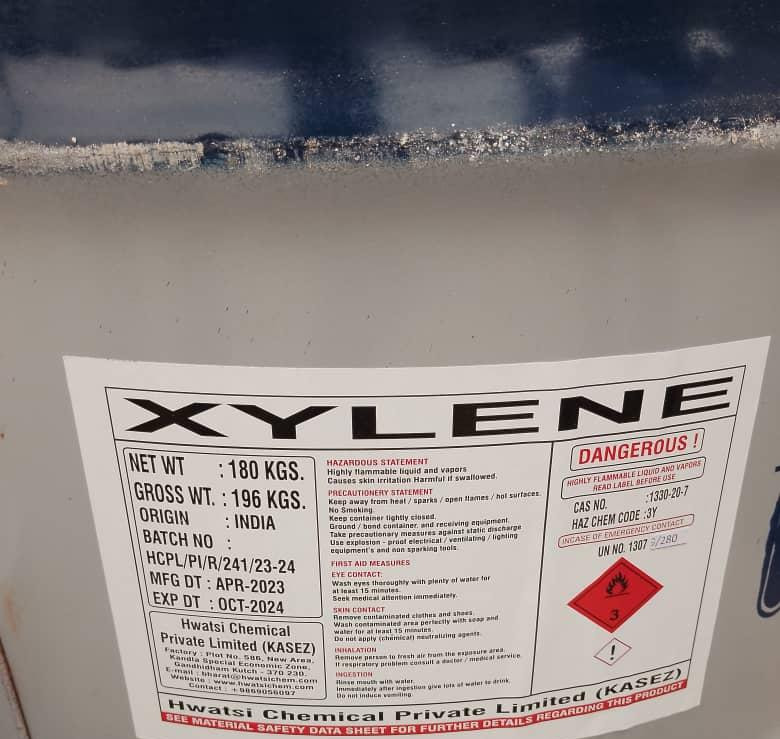 XYLENE
NET WT : 180 KGS.
GROSS WT. : 196 KGS.
ORIGIN : INDIA
BATCH NO :
HCPL/PI/R/241/23-24
MFG DT : APR-2023
EXP DT : OCT-2024
Hwatsi Chemical
Private Limited (KASEZ)
Factory : Plot No. 586, New Area,
Kandla Special Economic Zone,
Gandhidham Kutch - 370 230.
E-mail : bharat@hwatsichem.com
Website : www.hwatsichem.com
Contact : +9869056097
HAZARDOUS STATEMENT
Highly flammable liquid and vapors
Causes skin irritation Harmful if swallowed.
PRECAUTIONARY STATEMENT
Keep away from heat / sparks / open flames / hot surfaces.
No Smoking.
Keep container tightly closed.
Ground / bond container. and receiving equipment.
Take precautionary measures against static discharge
Use explosion - proof electrical / ventilating / lighting
equipment's and non sparking tools.
FIRST AID MEASURES
EYE CONTACT:
Wash eyes thoroughly with plenty of water for
at least 15 minutes.
Seek medical attention immediately.
SKIN CONTACT
Remove contaminated clothes and shoes.
Wash contaminated area perfectly with soap and
water for at least 15 minutes.
Do not apply (chemical) neutralizing agents.
INHALATION
Remove person to fresh air from the exposure area.
If respiratory problem consult a doctor / medical service.
INGESTION
Rinse mouth with water.
Immediately after ingestion give lots of water to drink.
Do not induce vomiting.
DANGEROUS !
HIGHLY FLAMMABLE LIQUID AND VAPORS
READ LABEL BEFORE USE
CAS NO. :1330-20-7
HAZ CHEM CODE :3Y
INCASE OF EMERGENCY CONTACT
UN NO. 1307 /280
3
!
Hwatsi Chemical Private Limited (KASEZ)
SEE MATERIAL SAFETY DATA SHEET FOR FURTHER DETAILS REGARDING THIS PRODUCT